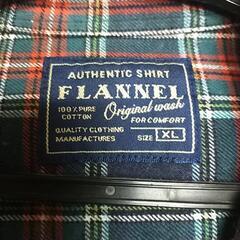 AUTHENTIC SHIRT
FLANNEL
100% PURE
COTTON
Original wash
FOR COMFORT
QUALITY CLOTHING
MANUFACTURES
SIZE XL